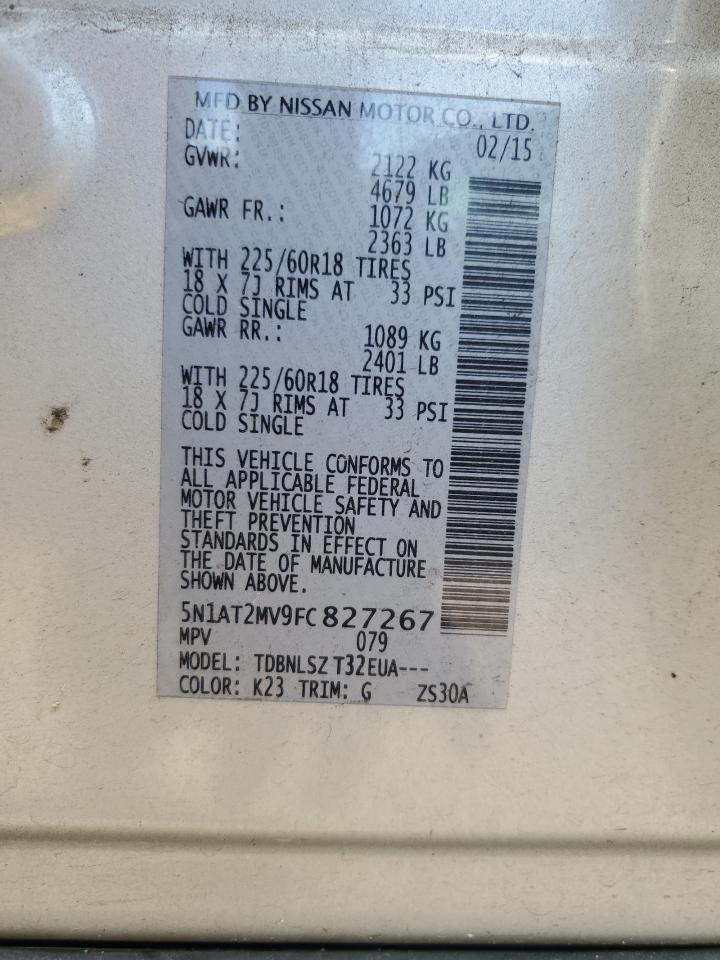 MFD BY NISSAN MOTOR CO., LTD.
DATE: 02/15
GVWR: 2122 KG
4679 LB
GAWR FR.: 1072 KG
2363 LB
WITH 225/60R18 TIRES
18 X 7J RIMS AT 33 PSI
COLD SINGLE
GAWR RR.: 1089 KG
2401 LB
WITH 225/60R18 TIRES
18 X 7J RIMS AT 33 PSI
COLD SINGLE
THIS VEHICLE CONFORMS TO
ALL APPLICABLE FEDERAL
MOTOR VEHICLE SAFETY AND
THEFT PREVENTION
STANDARDS IN EFFECT ON
THE DATE OF MANUFACTURE
SHOWN ABOVE.
5N1AT2MV9FC827267
MPV 079
MODEL: TDBNLSZ T32EUA---
COLOR: K23 TRIM: G ZS30A